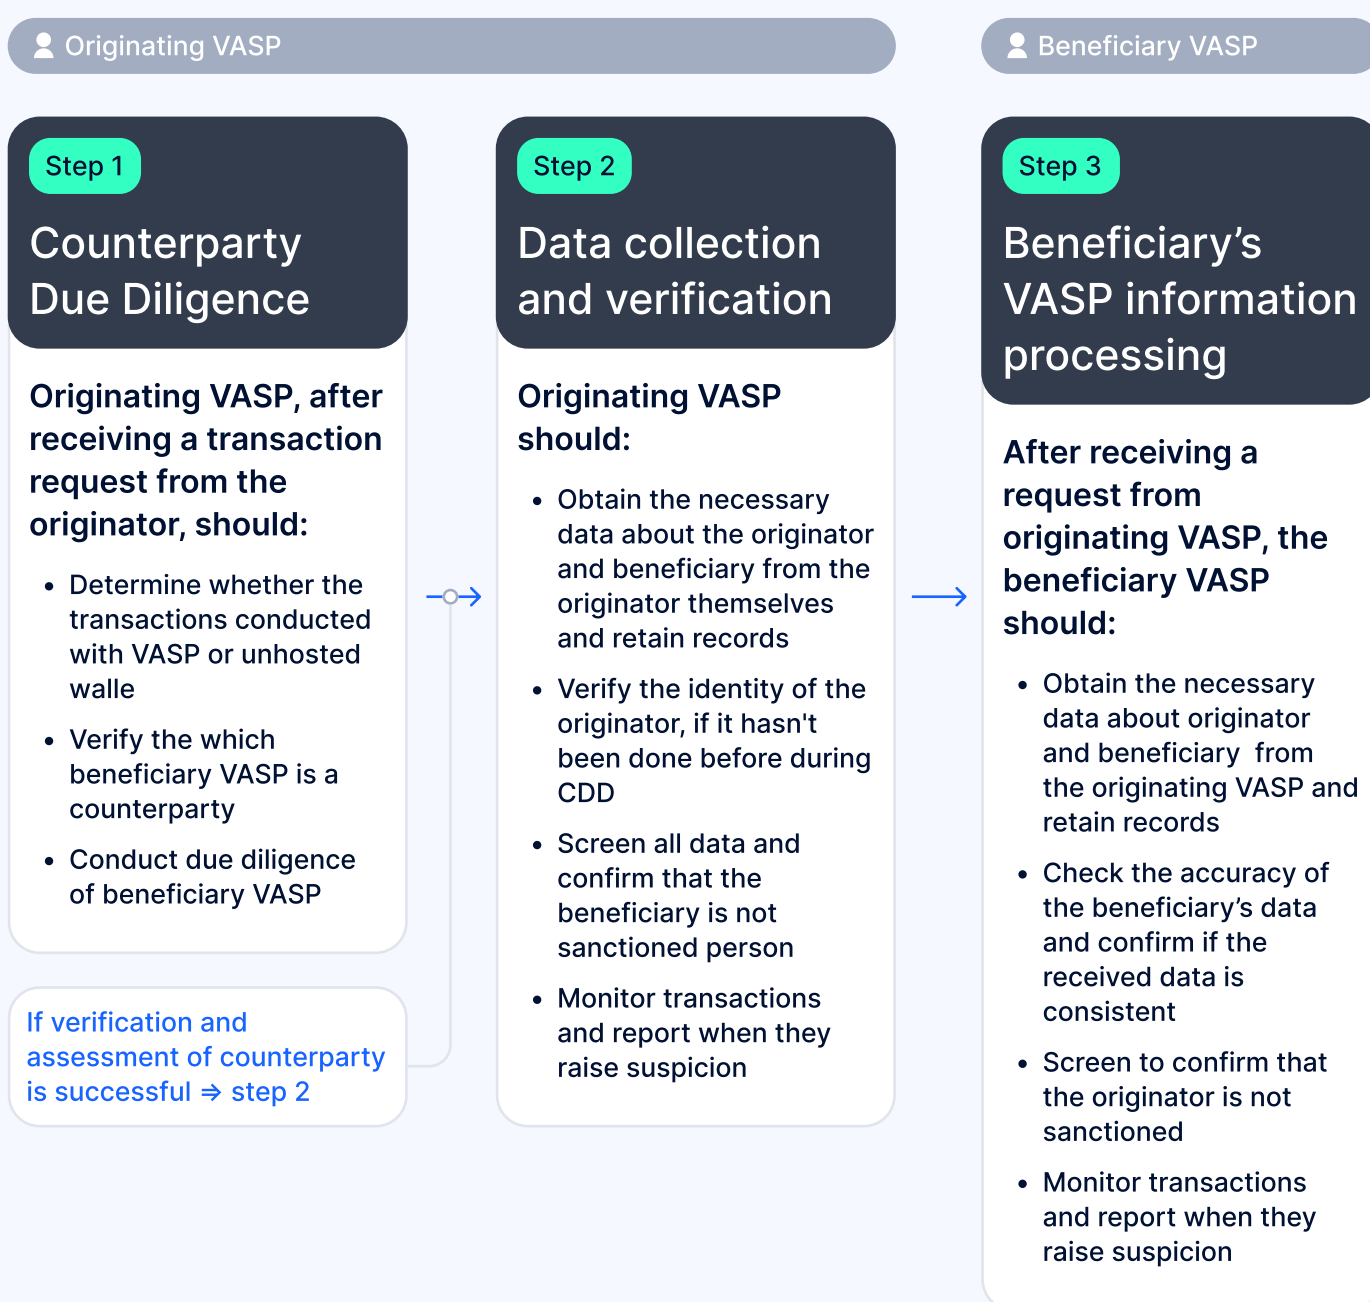 Originating VASP
Beneficiary VASP
Step 1
Counterparty
Due Diligence
Originating VASP, after
receiving a transaction
request from the
originator, should:
• Determine whether the
transactions conducted
with VASP or unhosted
walle
• Verify the which
beneficiary VASP is a
counterparty
• Conduct due diligence
of beneficiary VASP
If verification and
assessment of counterparty
is successful ⇒ step 2
Step 2
Data collection
and verification
Originating VASP
should:
• Obtain the necessary
data about the originator
and beneficiary from the
originator themselves
and retain records
• Verify the identity of the
originator, if it hasn't
been done before during
CDD
• Screen all data and
confirm that the
beneficiary is not
sanctioned person
• Monitor transactions
and report when they
raise suspicion
Step 3
Beneficiary’s
VASP information
processing
After receiving a
request from
originating VASP, the
beneficiary VASP
should:
• Obtain the necessary
data about originator
and beneficiary  from
the originating VASP and
retain records
• Check the accuracy of
the beneficiary’s data
and confirm if the
received data is
consistent
• Screen to confirm that
the originator is not
sanctioned
• Monitor transactions
and report when they
raise suspicion